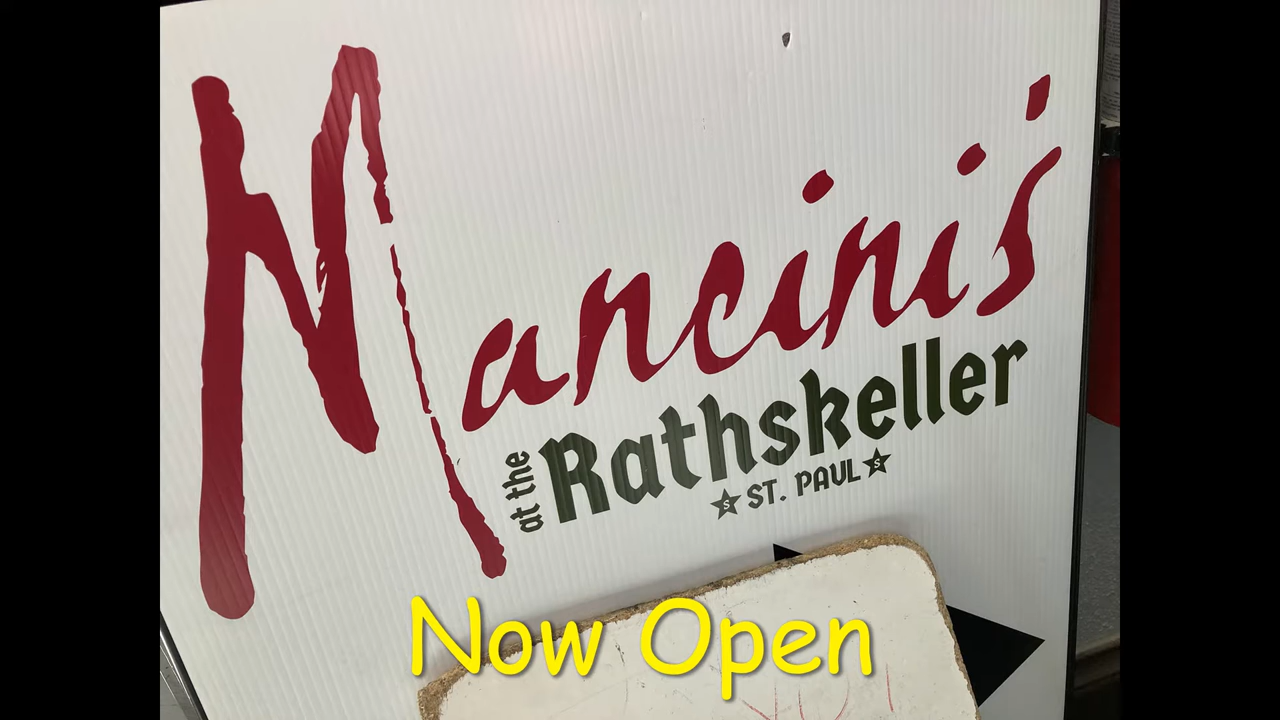 Mancini's
at the
Rathskeller
ST. PAUL
Now Open